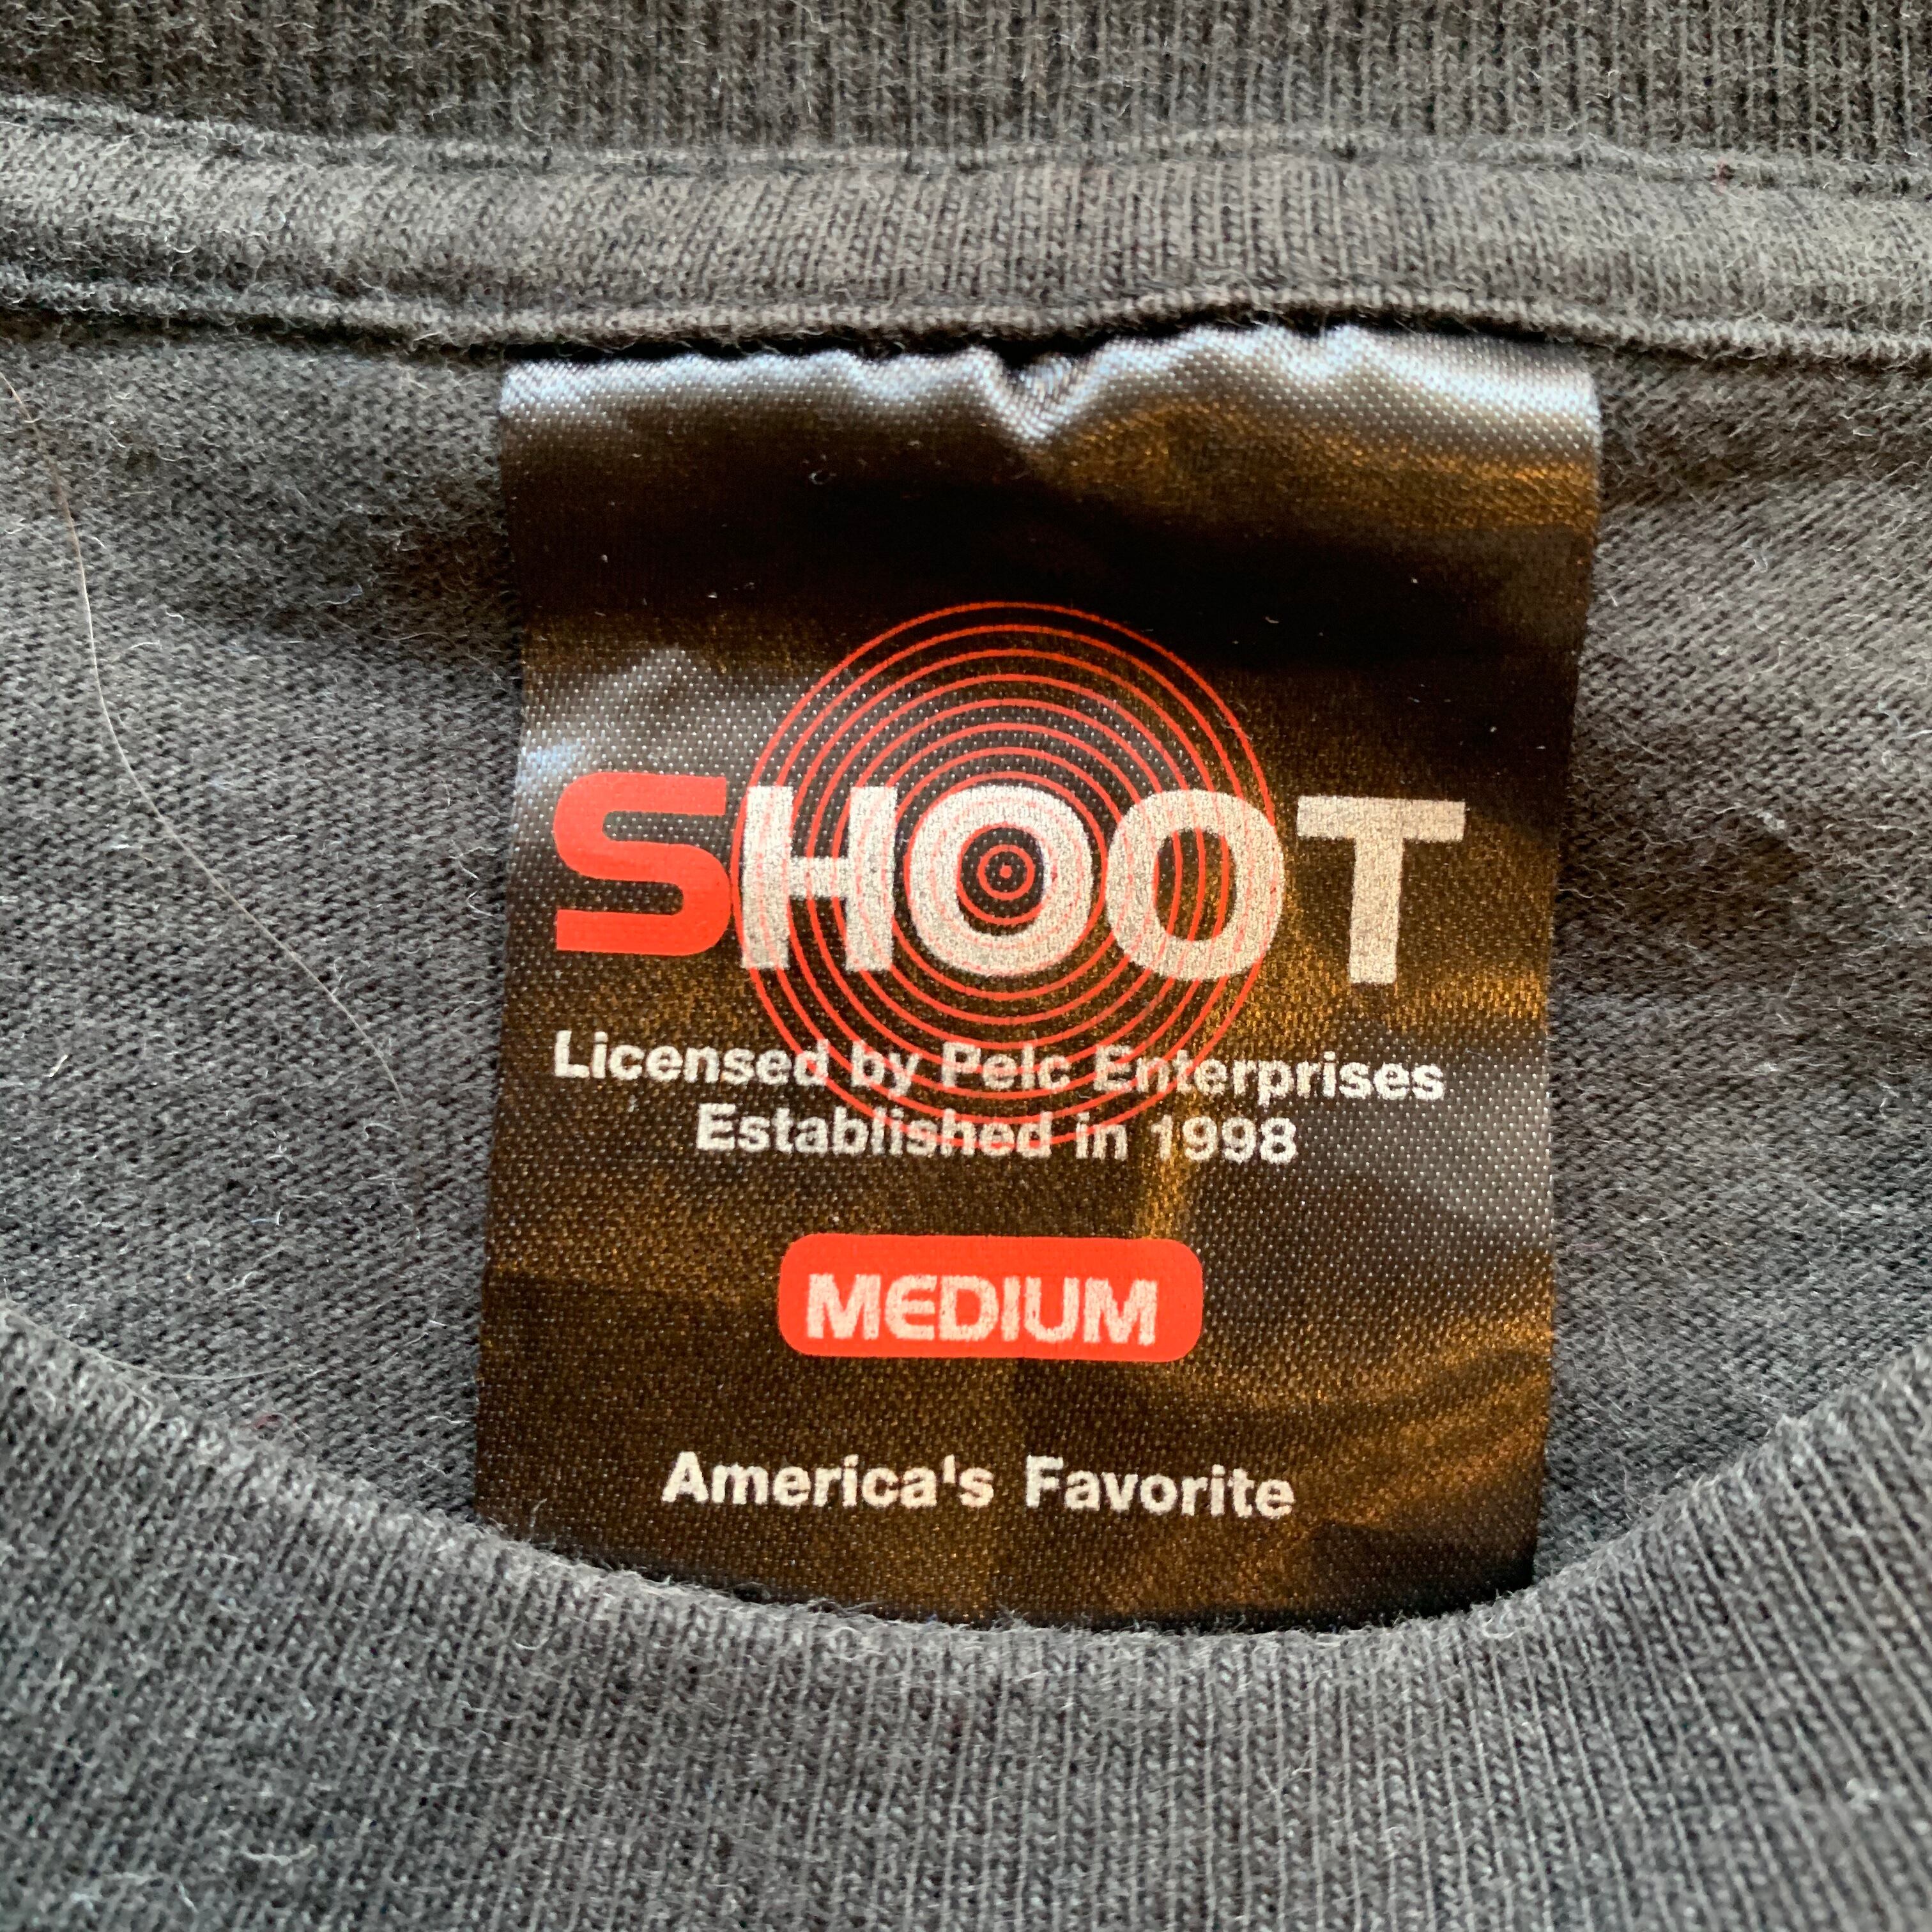 SHOOT
Licensed by Pelc Enterprises
Established in 1998
MEDIUM
America's Favorite